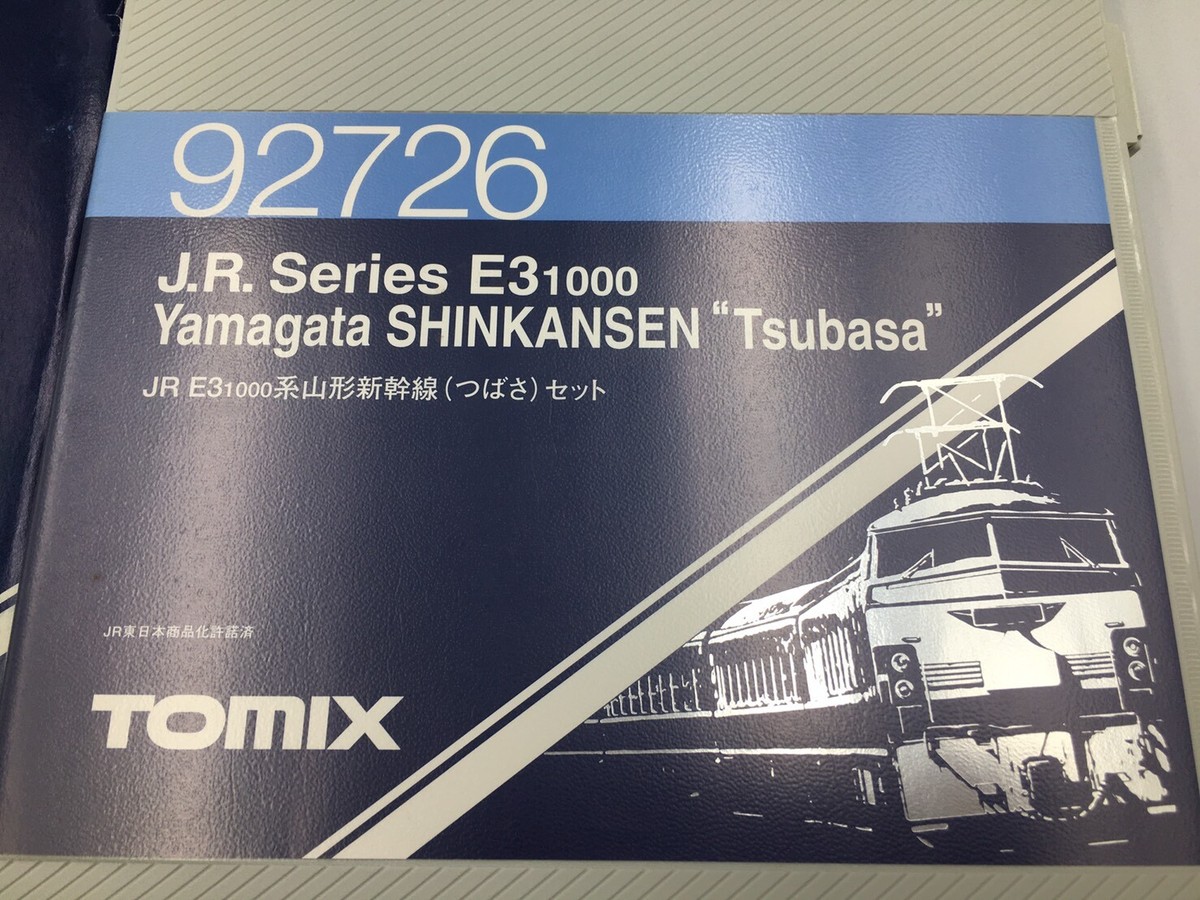 92726
J.R. Series E31000
Yamagata SHINKANSEN “Tsubasa”
JR E31000系山形新幹線(つばさ)セット
JR東日本商品化許諾済
TOMIX